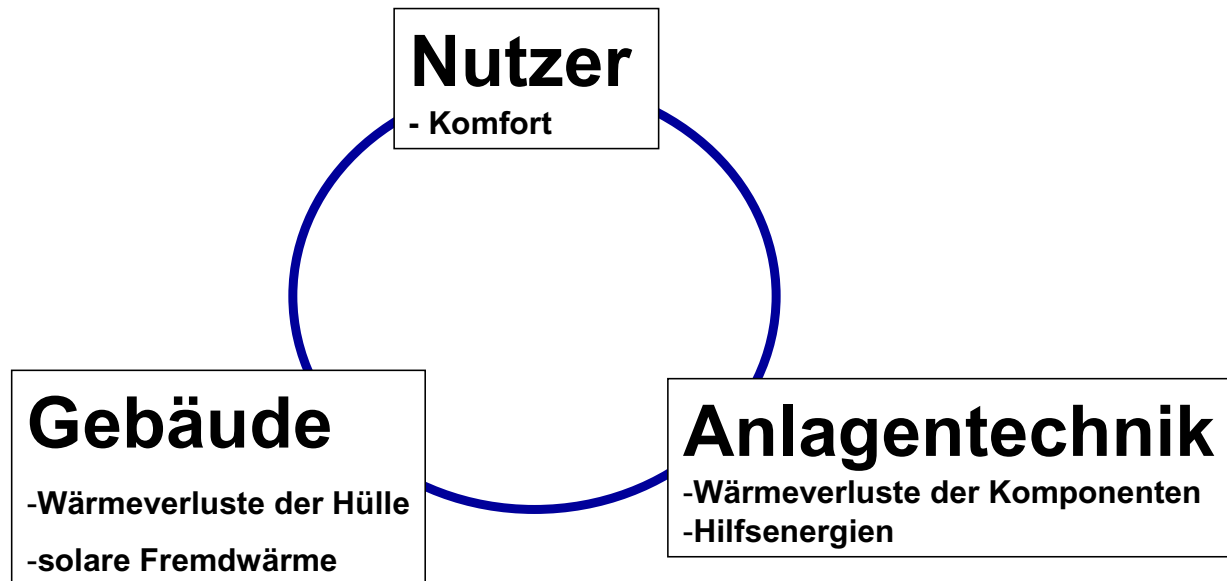 Nutzer
- Komfort
Gebäude
-Wärmeverluste der Hülle
-solare Fremdwärme
Anlagentechnik
-Wärmeverluste der Komponenten
-Hilfsenergien